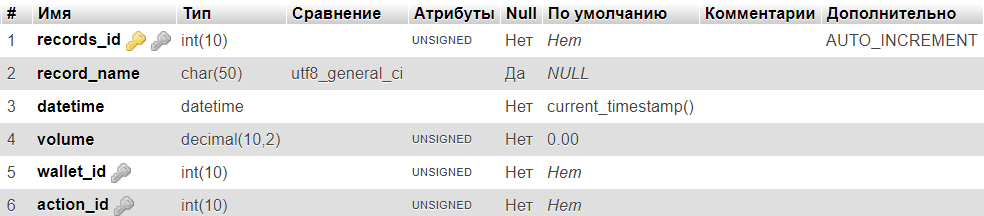 # Имя Тип Сравнение Атрибуты Null По умолчанию Комментарии Дополнительно
1 records_id int(10) UNSIGNED Нет Нет AUTO_INCREMENT
2 record_name char(50) utf8_general_ci Да NULL
3 datetime datetime Нет current_timestamp()
4 volume decimal(10,2) UNSIGNED Нет 0.00
5 wallet_id int(10) UNSIGNED Нет Нет
6 action_id int(10) UNSIGNED Нет Нет